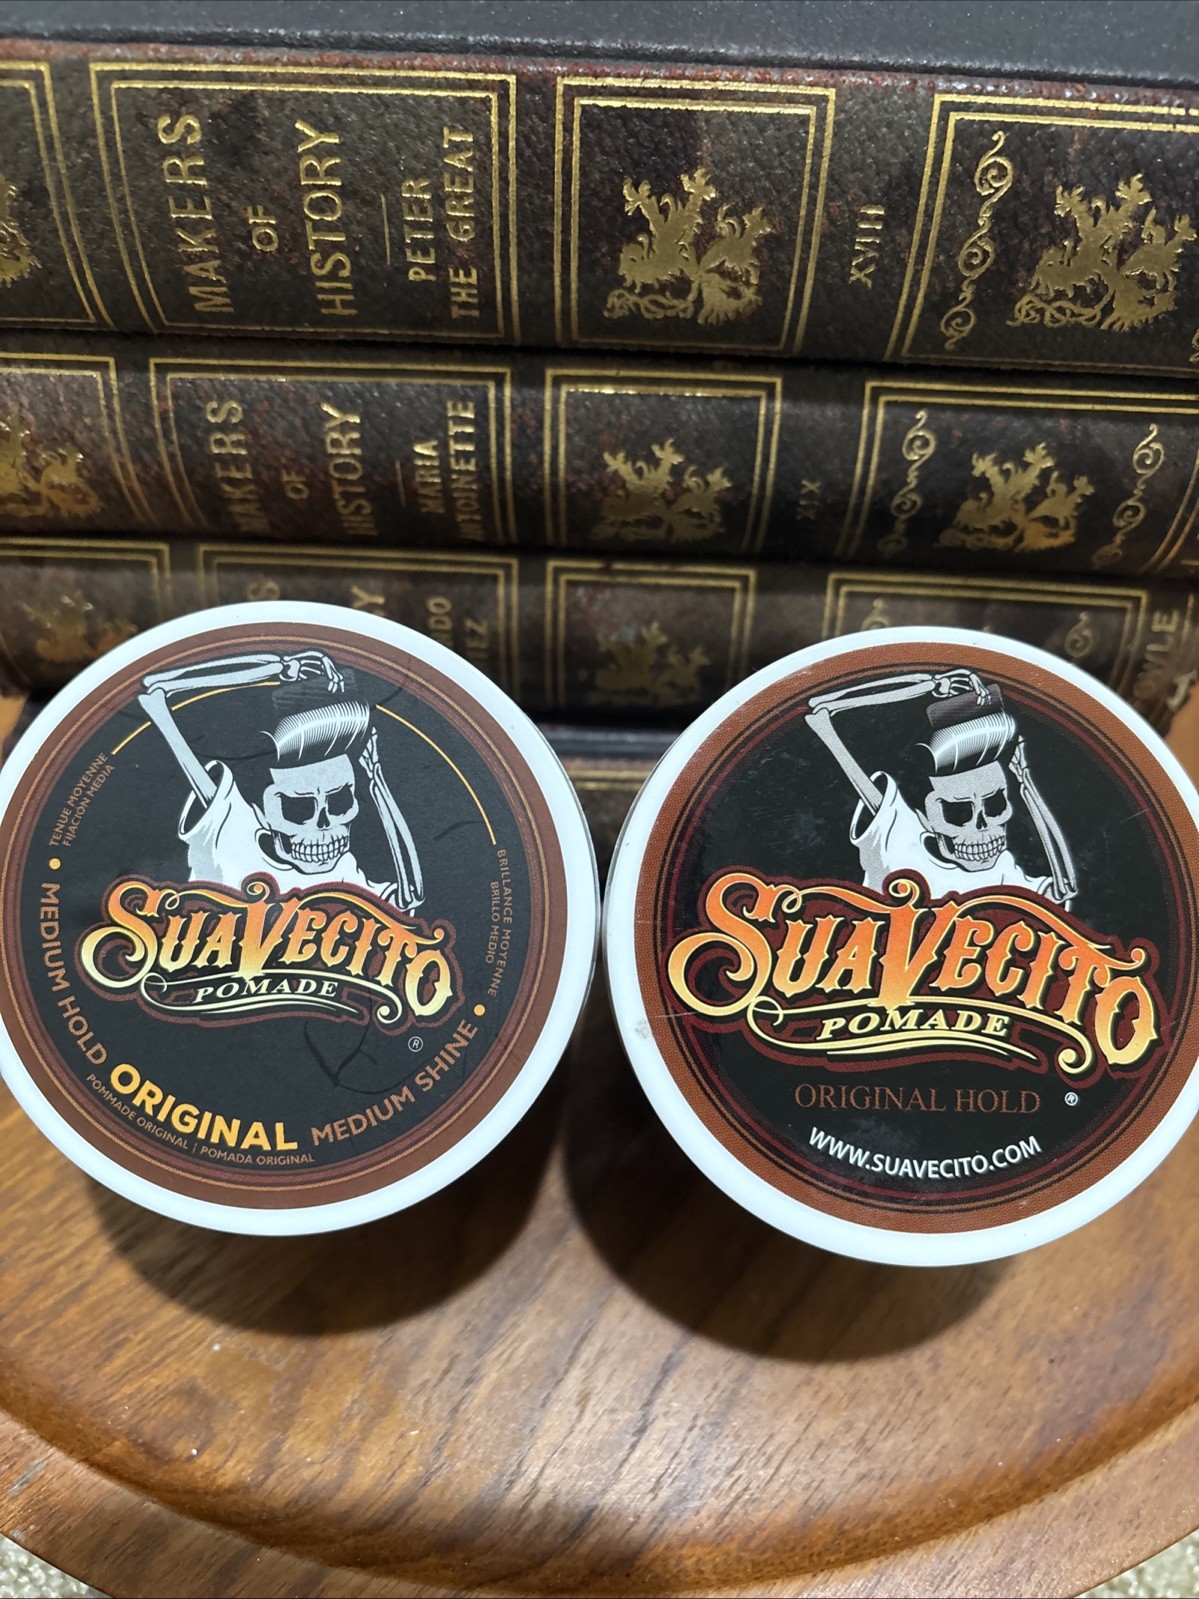 MAKERS
OF
HISTORY
PETER
THE GREAT
XVIII
MAKERS
OF
HISTORY
MARIA
ANTOINETTE
XIX
TENUE MOYENNE
FIJACIÓN MEDIA
BRILLANCE MOYENNE
BRILLO MEDIO
SUAVECITO
POMADE
®
• MEDIUM HOLD ORIGINAL MEDIUM SHINE •
POMMADE ORIGINAL | POMADA ORIGINAL
SUAVECITO
POMADE
ORIGINAL HOLD ®
WWW.SUAVECITO.COM